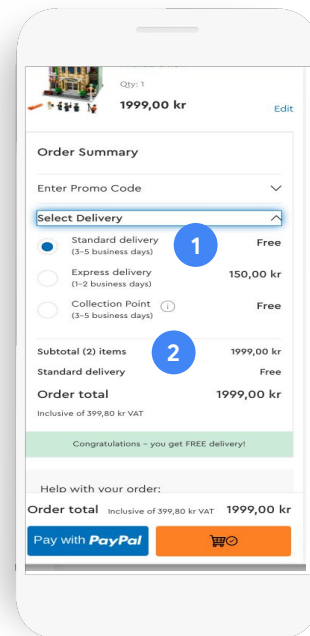 Qty: 1
1999,00 kr
Edit
Order Summary
Enter Promo Code
Select Delivery
1
Standard delivery
Free
(3–5 business days)
Express delivery
150,00 kr
(1–2 business days)
Collection Point
Free
(3–5 business days)
2
Subtotal (2) items 1999,00 kr
Standard delivery Free
Order total 1999,00 kr
Inclusive of 399,80 kr VAT
Congratulations – you get FREE delivery!
Help with your order:
Order total Inclusive of 399,80 kr VAT 1999,00 kr
Pay with PayPal